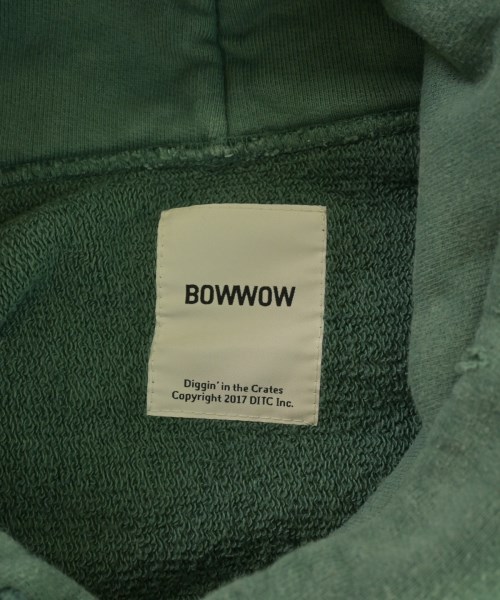 BOWWOW
Diggin' in the Crates
Copyright 2017 DITC Inc.